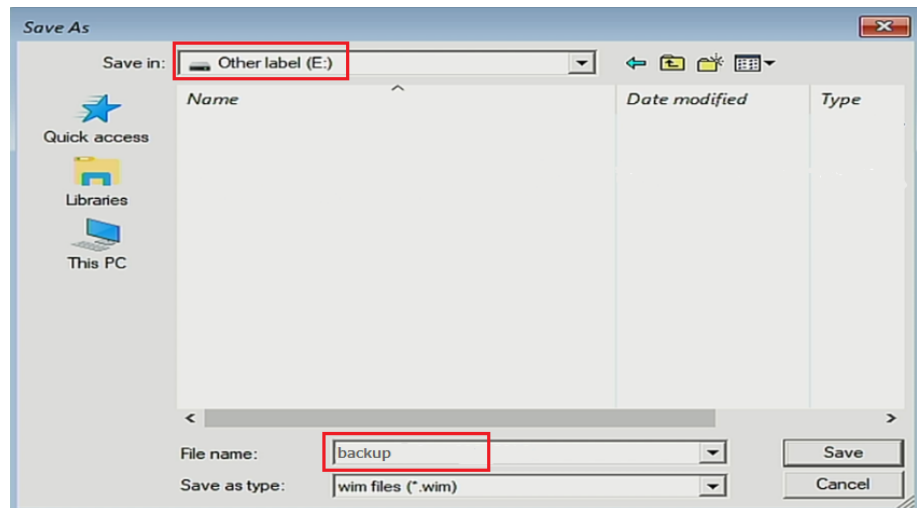 Save As
Save in: Other label (E:)
Name Date modified Type
Quick access
Libraries
This PC
File name: backup Save
Save as type: wim files (*.wim) Cancel